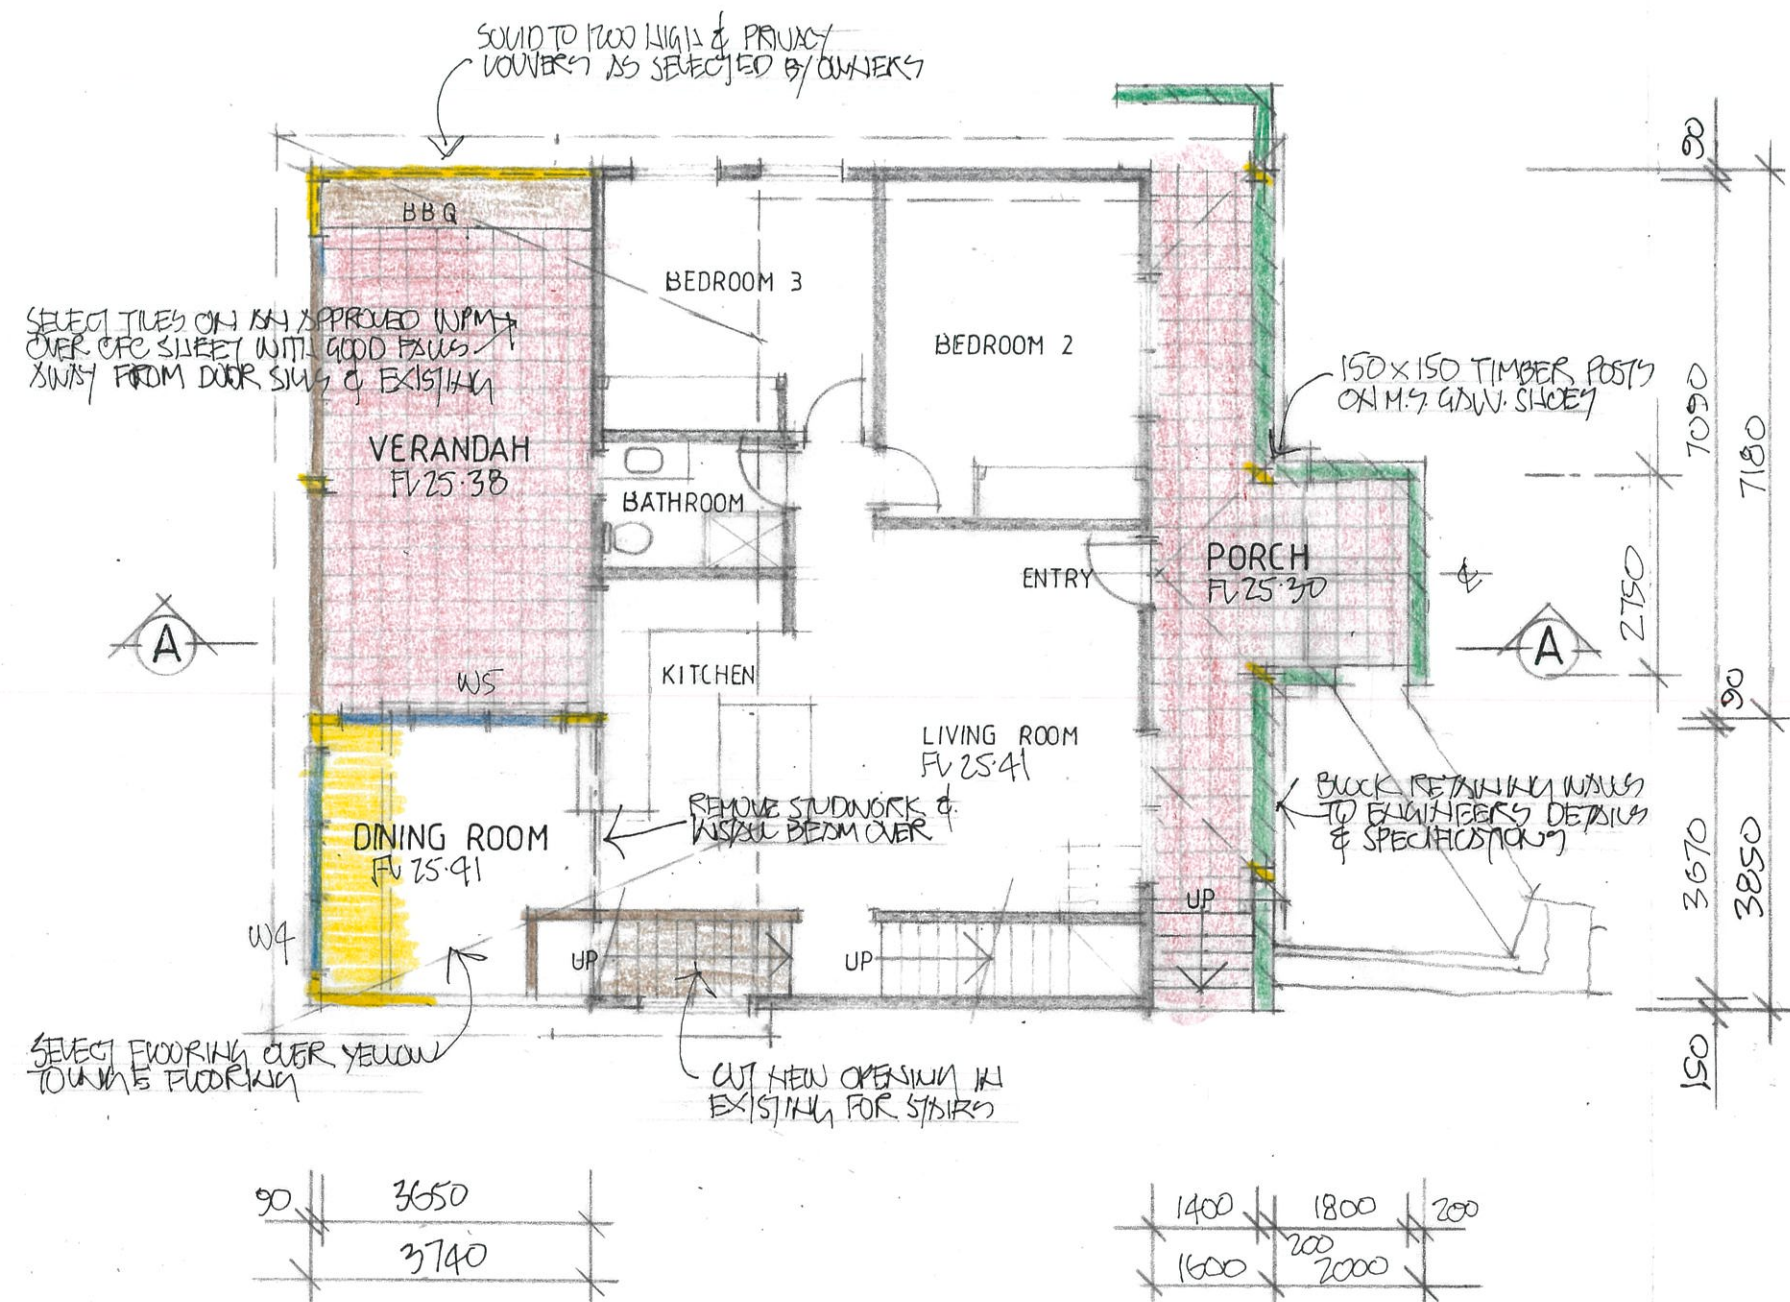 SOLID TO 1200 HIGH & PRIVACY
LOUVERS AS SELECTED BY OWNERS
BBQ
BEDROOM 3
BEDROOM 2
SELECT TILES ON AN APPROVED WPM
OVER CFC SHEET WITH GOOD FALLS
AWAY FROM DOOR SILLS & EXISTING
150 x 150 TIMBER POSTS
ON M.S. GALV. SHOES
VERANDAH
FL 25.38
BATHROOM
PORCH
FL 25.30
ENTRY
A
A
KITCHEN
W5
LIVING ROOM
FL 25.41
REMOVE STUDWORK &
INSTALL BEAM OVER
BLOCK RETAINING WALLS
TO ENGINEERS DETAILS
& SPECIFICATIONS
DINING ROOM
FL 25.41
W4
UP
UP
UP
SELECT FLOORING OVER YELLOW
TONGUE FLOORING
CUT NEW OPENING IN
EXISTING FOR STAIRS
90
7090
7180
2750
90
3670
3850
150
90
3650
3740
1400
1800
200
200
1600
2000